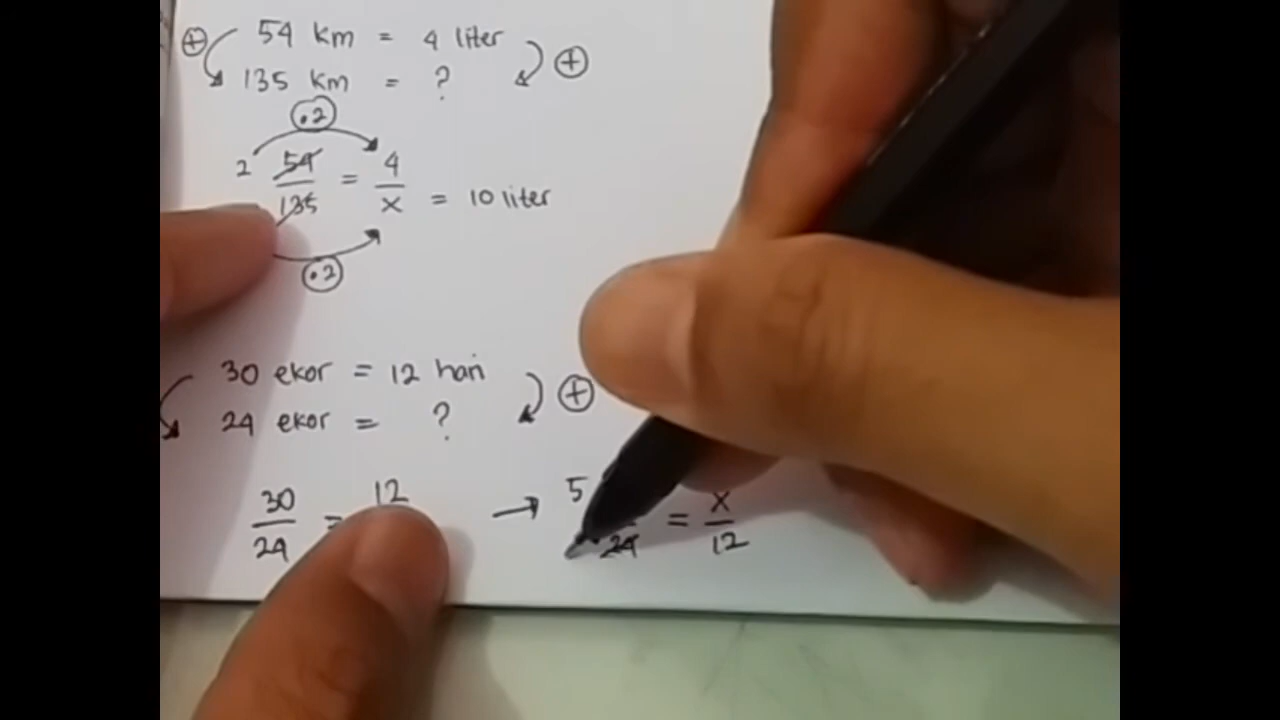 + 54 km = 4 liter +
135 km = ?
.2
2 54/135 = 4/x = 10 liter
.2
30 ekor = 12 hari +
24 ekor = ?
30/24 = 12 → 5 24 = x/12